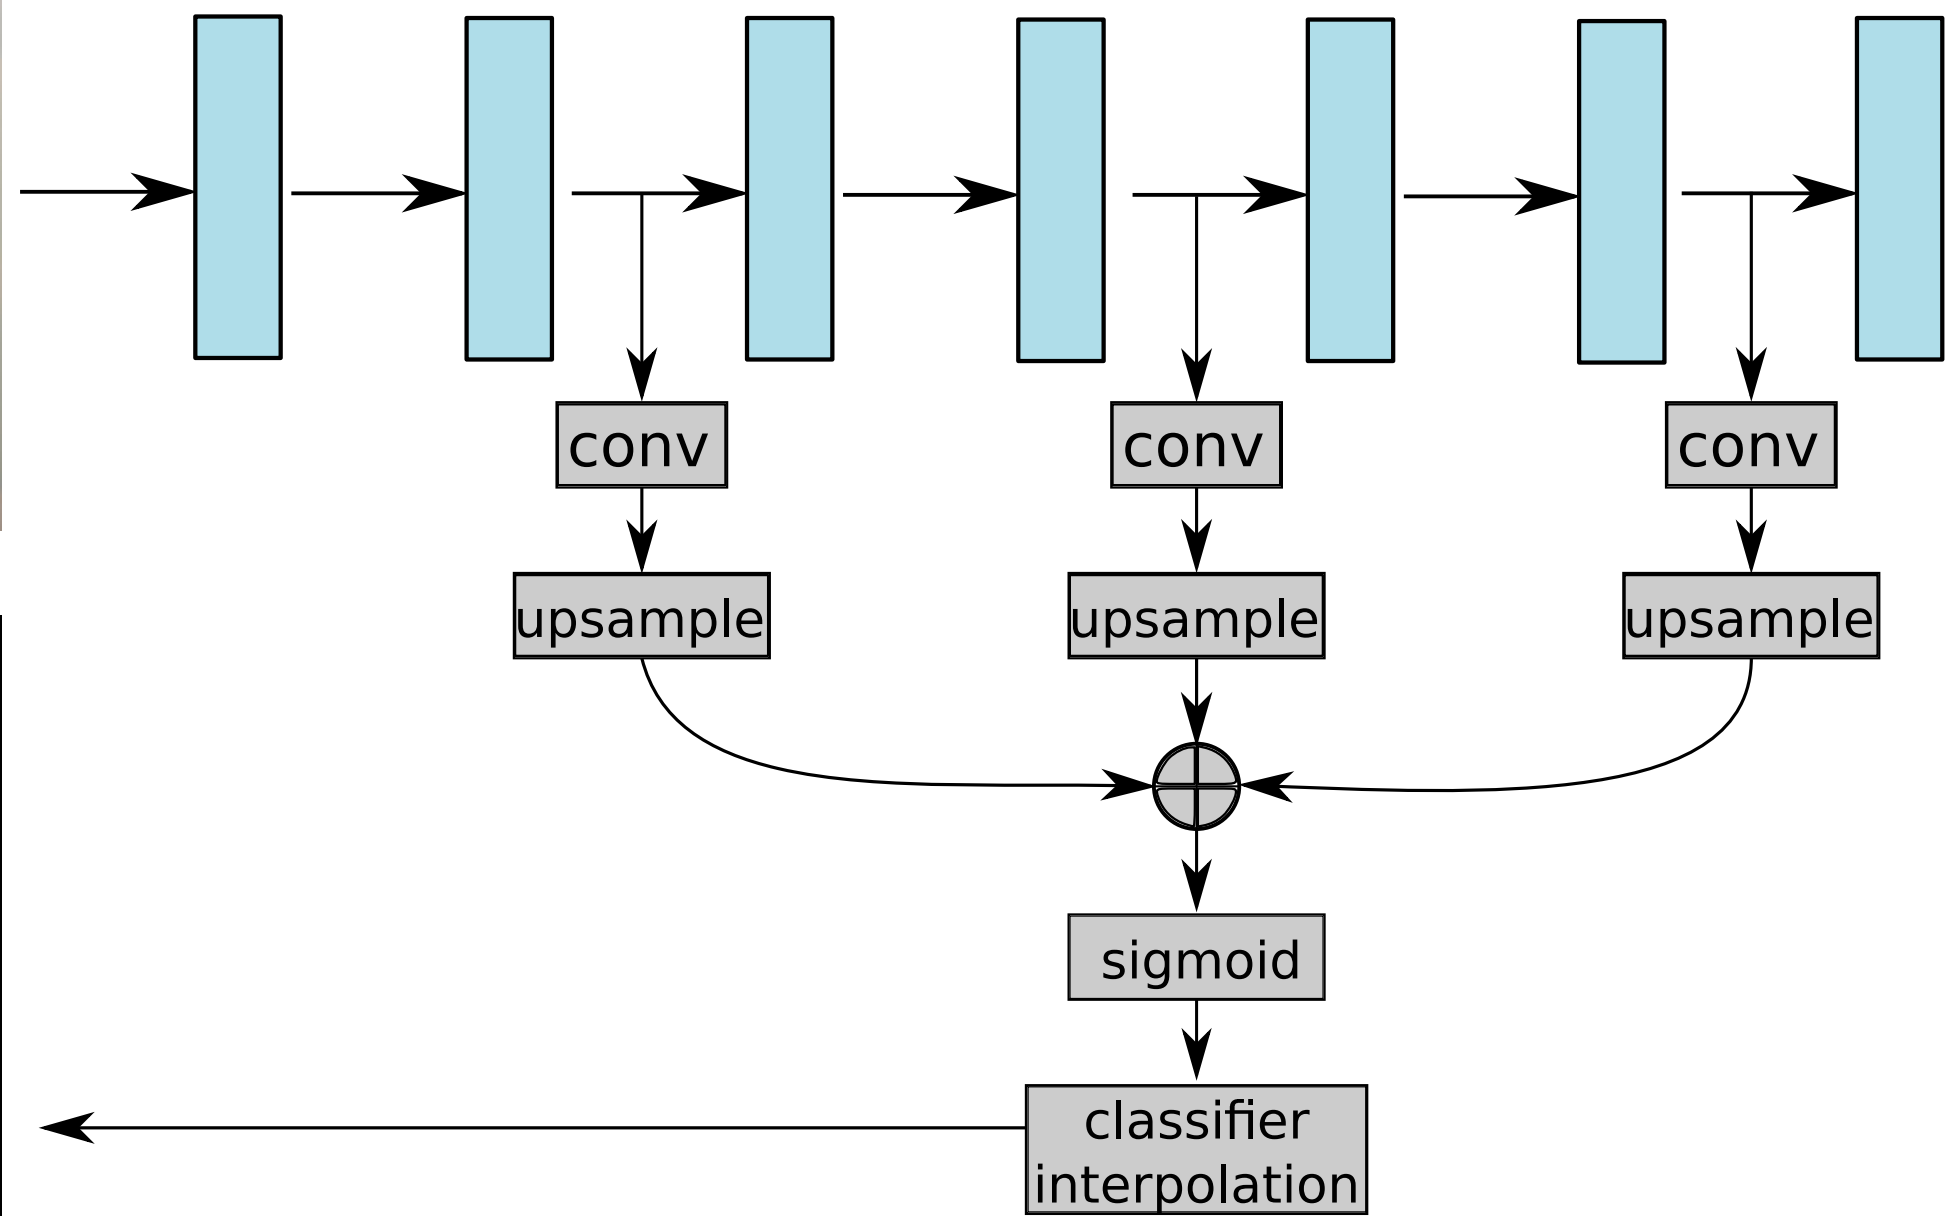 conv
conv
conv
upsample
upsample
upsample
sigmoid
classifier
interpolation